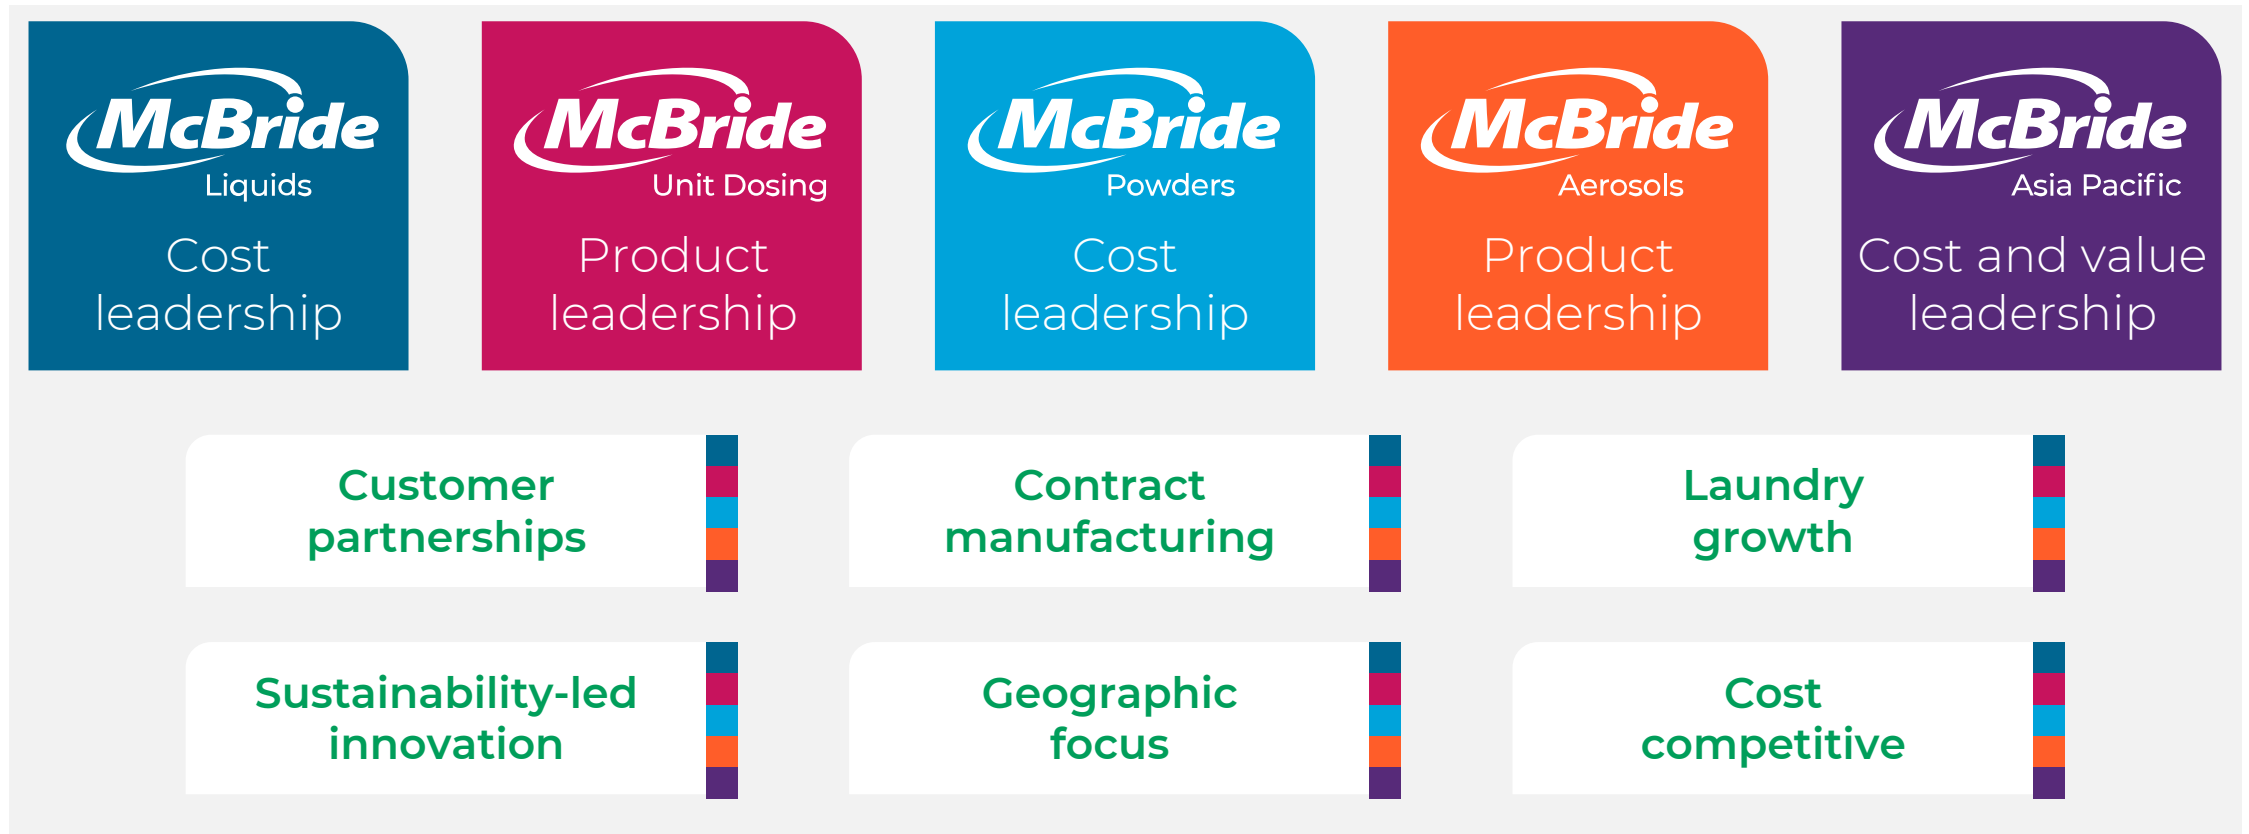 McBride
Liquids
Cost
leadership
McBride
Unit Dosing
Product
leadership
McBride
Powders
Cost
leadership
McBride
Aerosols
Product
leadership
McBride
Asia Pacific
Cost and value
leadership
Customer
partnerships
Contract
manufacturing
Laundry
growth
Sustainability-led
innovation
Geographic
focus
Cost
competitive